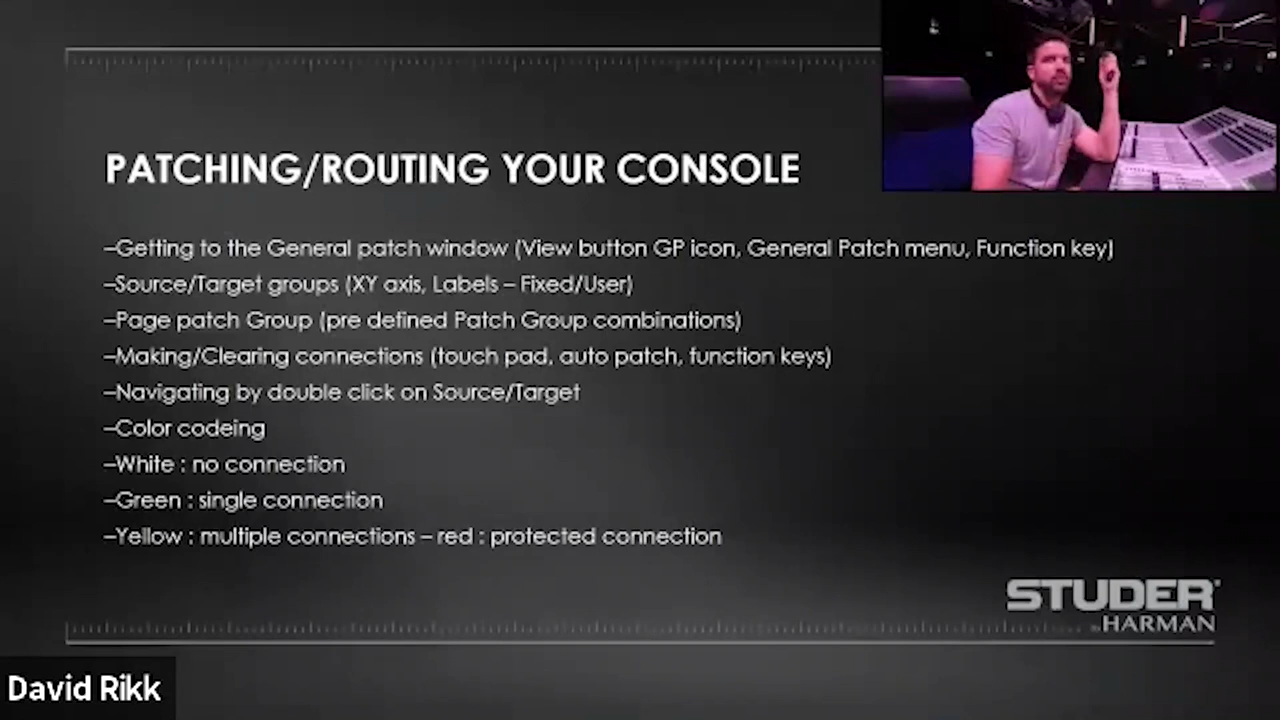 PATCHING/ROUTING YOUR CONSOLE
–Getting to the General patch window (View button GP icon, General Patch menu, Function key)
–Source/Target groups (XY axis, Labels – Fixed/User)
–Page patch Group (pre defined Patch Group combinations)
–Making/Clearing connections (touch pad, auto patch, function keys)
–Navigating by double click on Source/Target
–Color codeing
–White : no connection
–Green : single connection
–Yellow : multiple connections – red : protected connection
STUDER
HARMAN
David Rikk